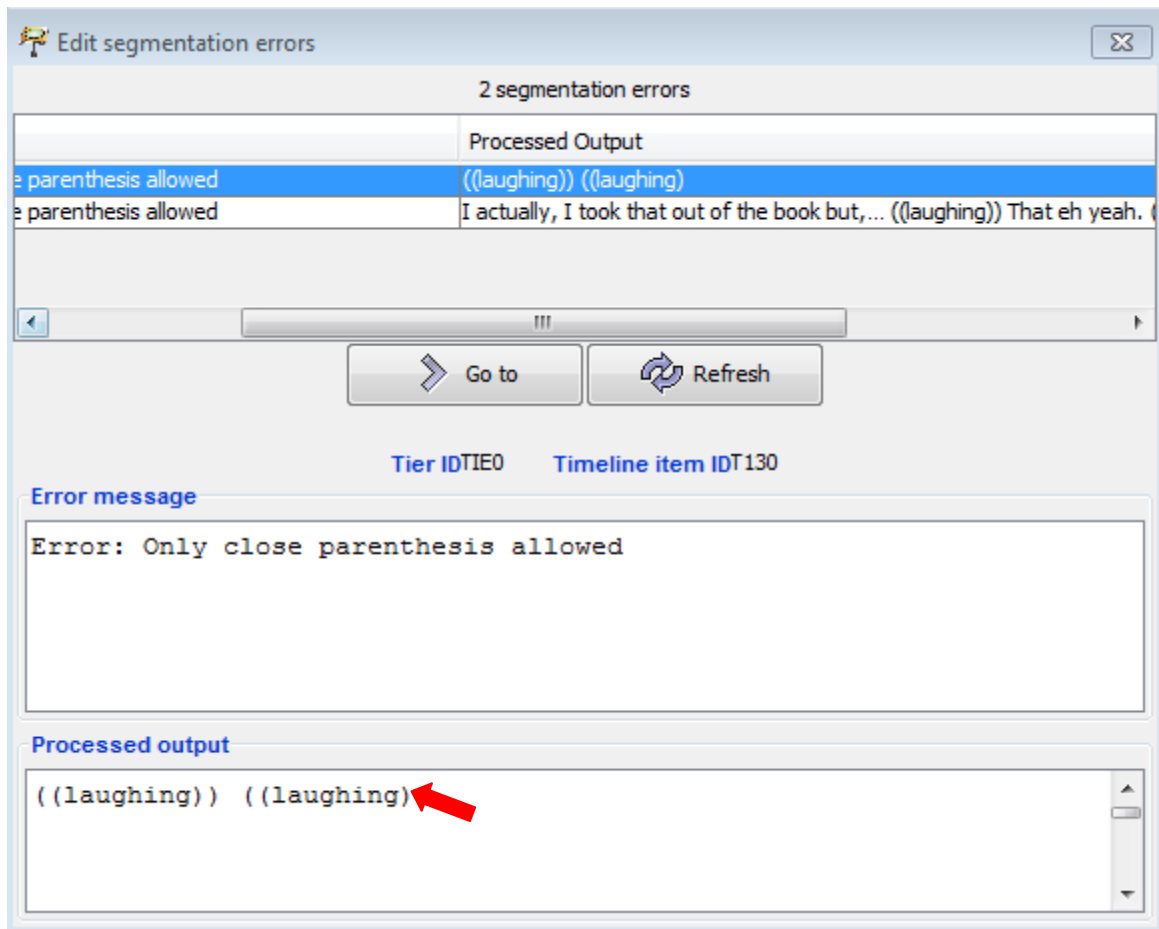 Edit segmentation errors
2 segmentation errors
Processed Output
e parenthesis allowed ((laughing)) ((laughing)
e parenthesis allowed I actually, I took that out of the book but,... ((laughing)) That eh yeah. (
Go to Refresh
Tier IDTIE0 Timeline item IDT130
Error message
Error: Only close parenthesis allowed
Processed output
((laughing)) ((laughing)